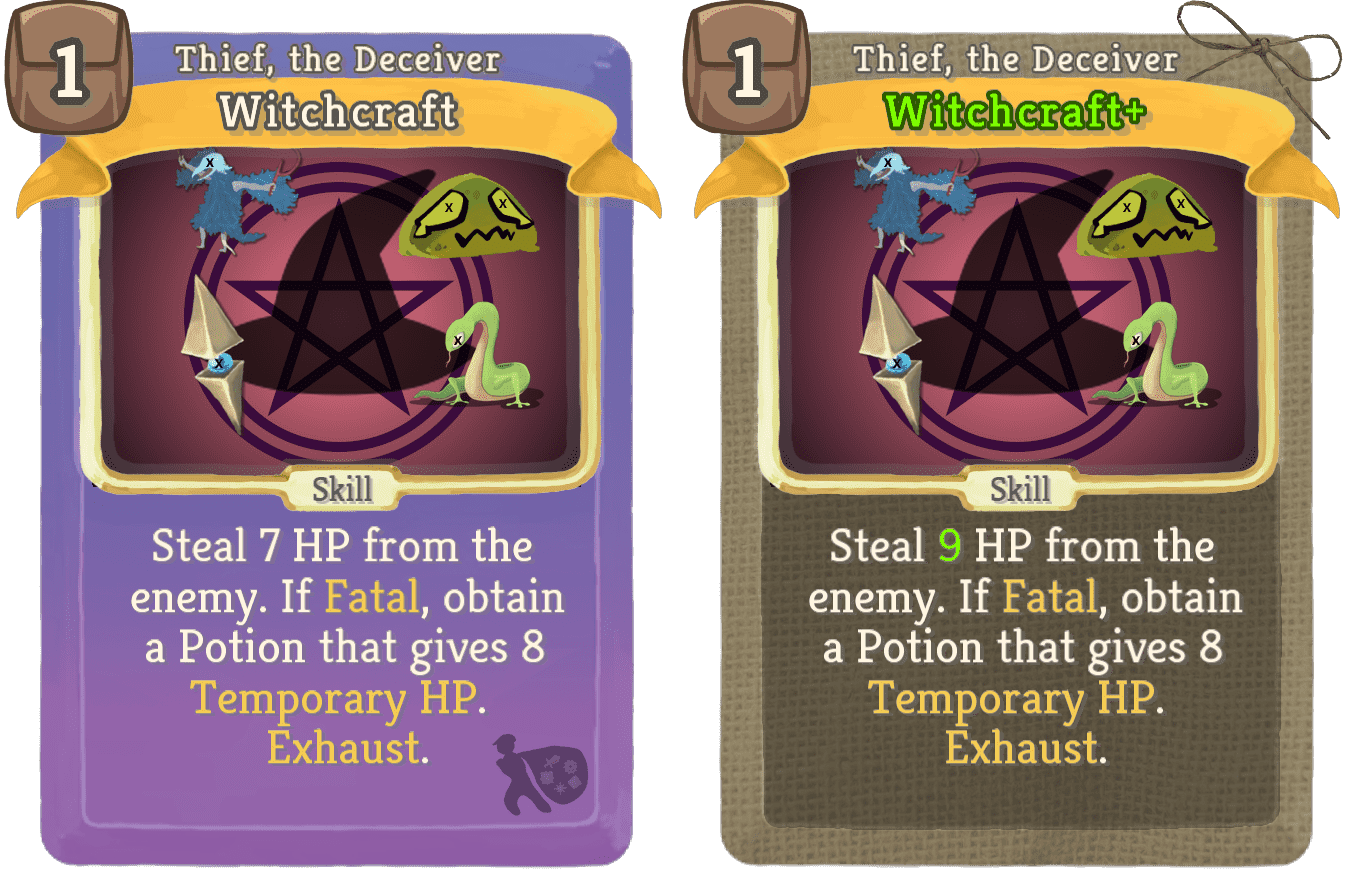 1
Thief, the Deceiver
Witchcraft
x
x
x
x
x
Skill
Steal 7 HP from the
enemy. If Fatal, obtain
a Potion that gives 8
Temporary HP.
Exhaust.
1
Thief, the Deceiver
Witchcraft+
x
x
x
x
x
Skill
Steal 9 HP from the
enemy. If Fatal, obtain
a Potion that gives 8
Temporary HP.
Exhaust.